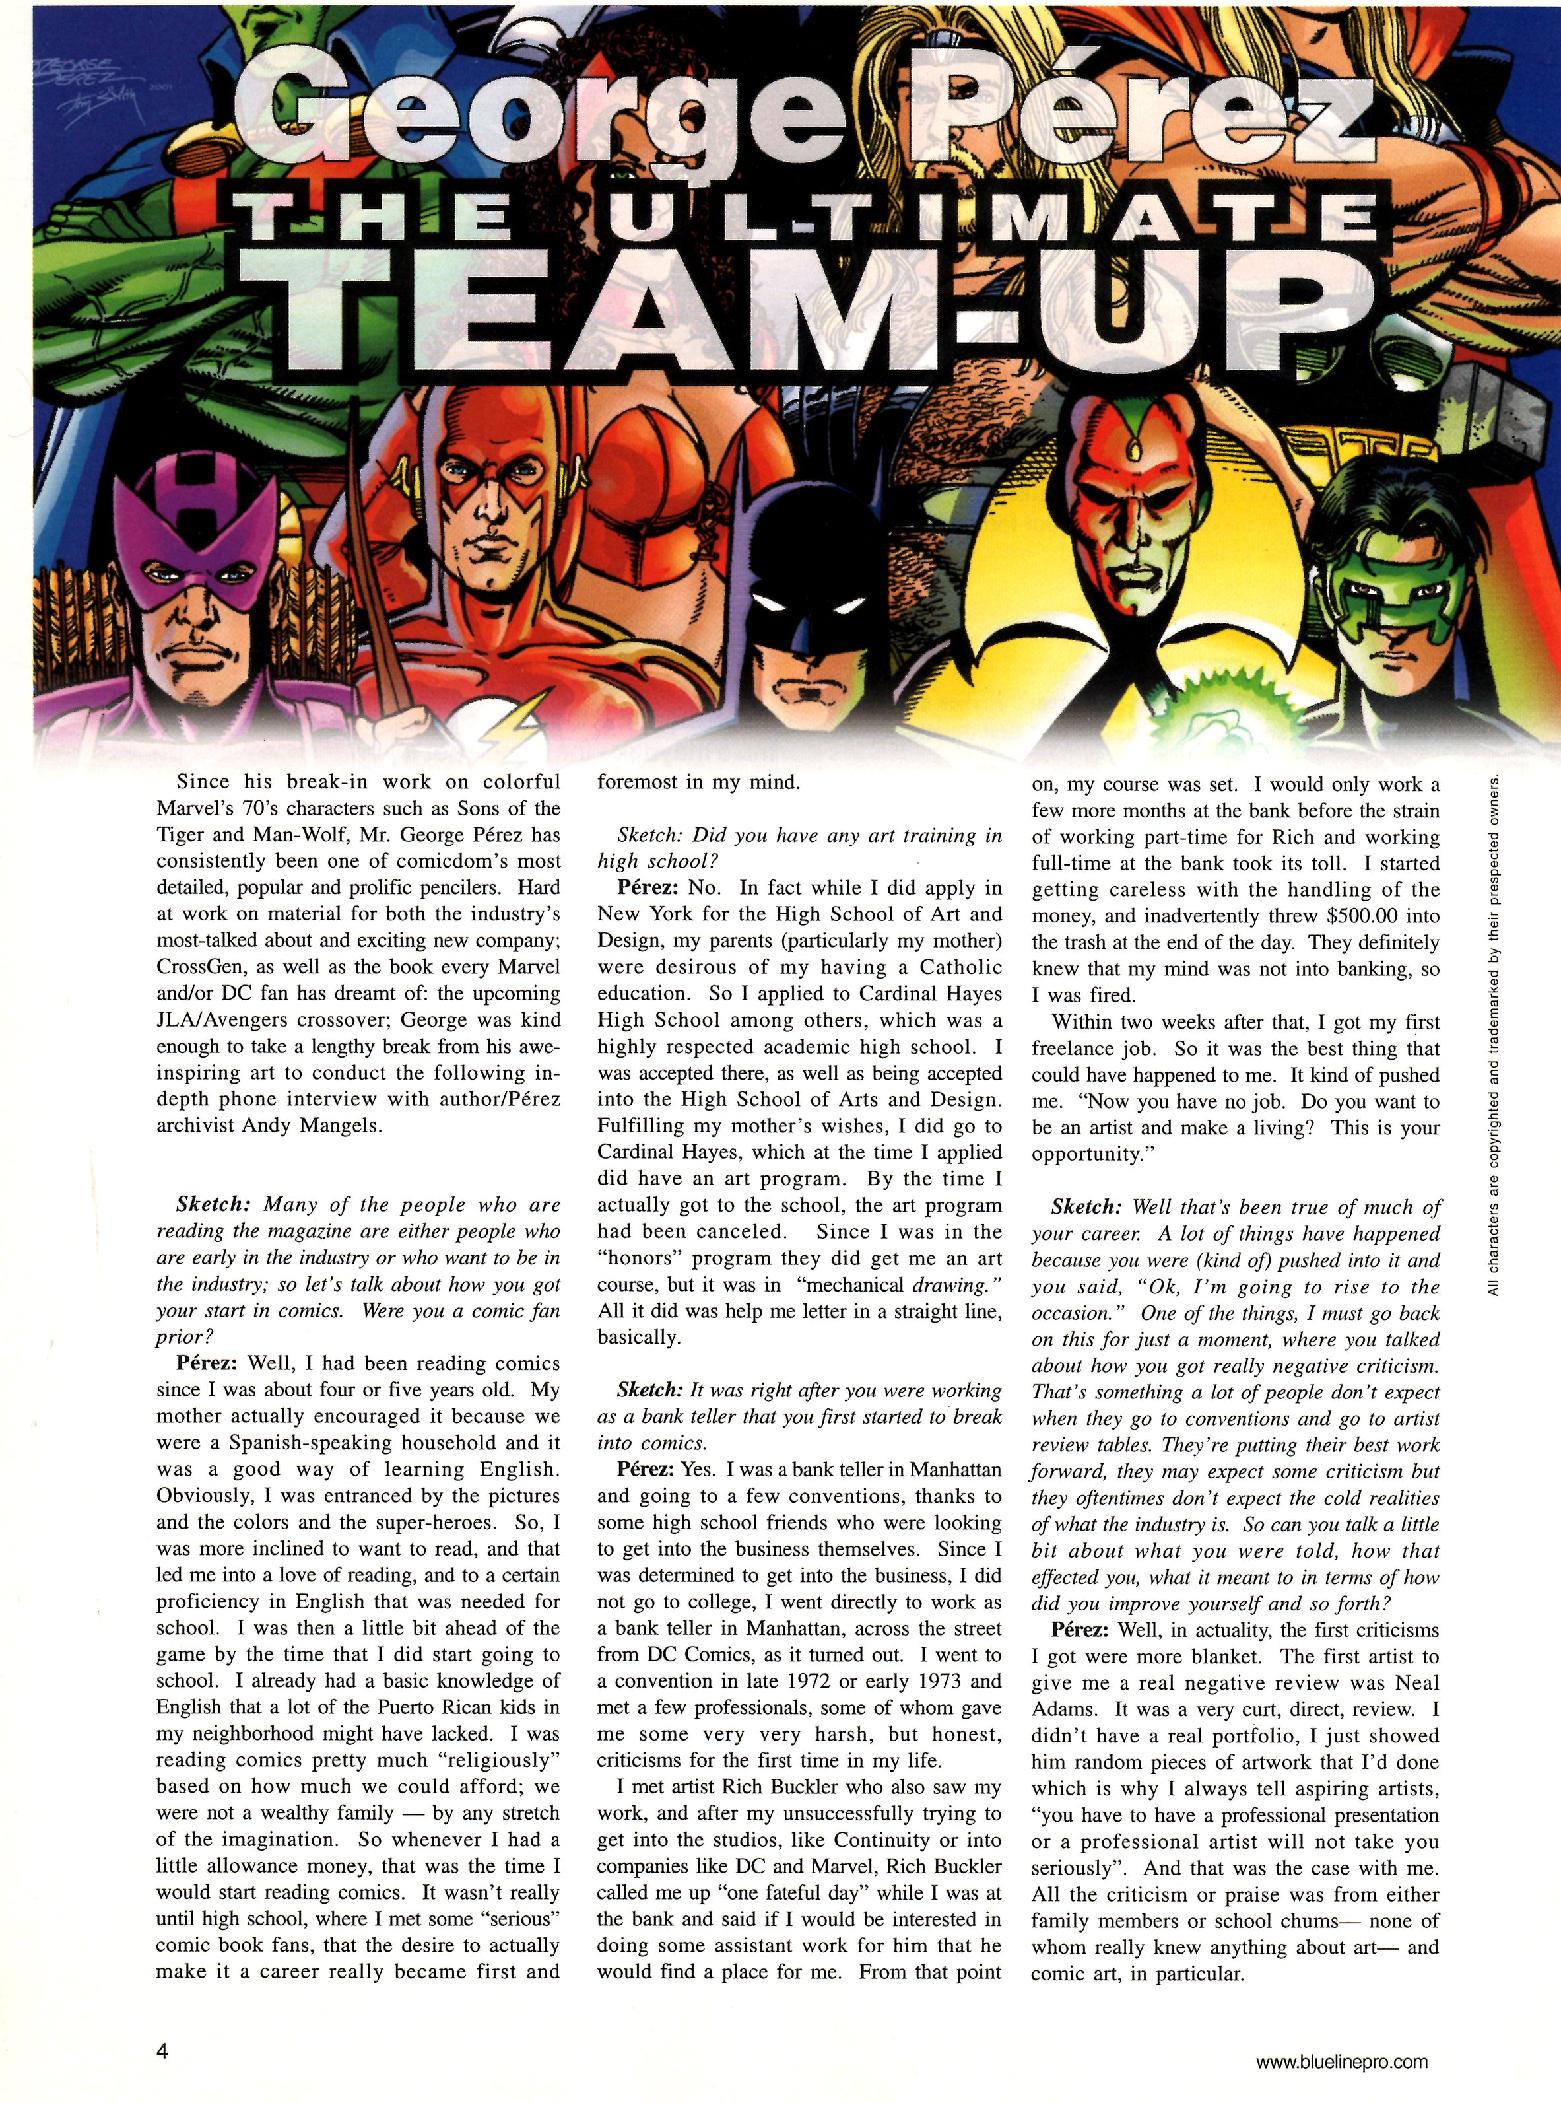 GEORGE
PEREZ
2001
George Pérez
THE ULTIMATE
TEAM-UP
Since his break-in work on colorful
Marvel's 70's characters such as Sons of the
Tiger and Man-Wolf, Mr. George Pérez has
consistently been one of comicdom's most
detailed, popular and prolific pencilers. Hard
at work on material for both the industry's
most-talked about and exciting new company;
CrossGen, as well as the book every Marvel
and/or DC fan has dreamt of: the upcoming
JLA/Avengers crossover; George was kind
enough to take a lengthy break from his awe-
inspiring art to conduct the following in-
depth phone interview with author/Pérez
archivist Andy Mangels.
Sketch: Many of the people who are
reading the magazine are either people who
are early in the industry or who want to be in
the industry; so let's talk about how you got
your start in comics. Were you a comic fan
prior?
Pérez: Well, I had been reading comics
since I was about four or five years old. My
mother actually encouraged it because we
were a Spanish-speaking household and it
was a good way of learning English.
Obviously, I was entranced by the pictures
and the colors and the super-heroes. So, I
was more inclined to want to read, and that
led me into a love of reading, and to a certain
proficiency in English that was needed for
school. I was then a little bit ahead of the
game by the time that I did start going to
school. I already had a basic knowledge of
English that a lot of the Puerto Rican kids in
my neighborhood might have lacked. I was
reading comics pretty much "religiously"
based on how much we could afford; we
were not a wealthy family — by any stretch
of the imagination. So whenever I had a
little allowance money, that was the time I
would start reading comics. It wasn't really
until high school, where I met some "serious"
comic book fans, that the desire to actually
make it a career really became first and
foremost in my mind.
Sketch: Did you have any art training in
high school?
Pérez: No. In fact while I did apply in
New York for the High School of Art and
Design, my parents (particularly my mother)
were desirous of my having a Catholic
education. So I applied to Cardinal Hayes
High School among others, which was a
highly respected academic high school. I
was accepted there, as well as being accepted
into the High School of Arts and Design.
Fulfilling my mother's wishes, I did go to
Cardinal Hayes, which at the time I applied
did have an art program. By the time I
actually got to the school, the art program
had been canceled. Since I was in the
"honors" program they did get me an art
course, but it was in "mechanical drawing."
All it did was help me letter in a straight line,
basically.
Sketch: It was right after you were working
as a bank teller that you first started to break
into comics.
Pérez: Yes. I was a bank teller in Manhattan
and going to a few conventions, thanks to
some high school friends who were looking
to get into the business themselves. Since I
was determined to get into the business, I did
not go to college, I went directly to work as
a bank teller in Manhattan, across the street
from DC Comics, as it turned out. I went to
a convention in late 1972 or early 1973 and
met a few professionals, some of whom gave
me some very very harsh, but honest,
criticisms for the first time in my life.
I met artist Rich Buckler who also saw my
work, and after my unsuccessfully trying to
get into the studios, like Continuity or into
companies like DC and Marvel, Rich Buckler
called me up "one fateful day" while I was at
the bank and said if I would be interested in
doing some assistant work for him that he
would find a place for me. From that point
on, my course was set. I would only work a
few more months at the bank before the strain
of working part-time for Rich and working
full-time at the bank took its toll. I started
getting careless with the handling of the
money, and inadvertently threw $500.00 into
the trash at the end of the day. They definitely
knew that my mind was not into banking, so
I was fired.
Within two weeks after that, I got my first
freelance job. So it was the best thing that
could have happened to me. It kind of pushed
me. "Now you have no job. Do you want to
be an artist and make a living? This is your
opportunity."
Sketch: Well that's been true of much of
your career. A lot of things have happened
because you were (kind of) pushed into it and
you said, "Ok, I'm going to rise to the
occasion." One of the things, I must go back
on this for just a moment, where you talked
about how you got really negative criticism.
That's something a lot of people don't expect
when they go to conventions and go to artist
review tables. They're putting their best work
forward, they may expect some criticism but
they oftentimes don't expect the cold realities
of what the industry is. So can you talk a little
bit about what you were told, how that
effected you, what it meant to in terms of how
did you improve yourself and so forth?
Pérez: Well, in actuality, the first criticisms
I got were more blanket. The first artist to
give me a real negative review was Neal
Adams. It was a very curt, direct, review. I
didn't have a real portfolio, I just showed
him random pieces of artwork that I'd done
which is why I always tell aspiring artists,
"you have to have a professional presentation
or a professional artist will not take you
seriously". And that was the case with me.
All the criticism or praise was from either
family members or school chums— none of
whom really knew anything about art— and
comic art, in particular.
All characters are copyrighted and trademarked by their prespected owners.
4
www.bluelinepro.com